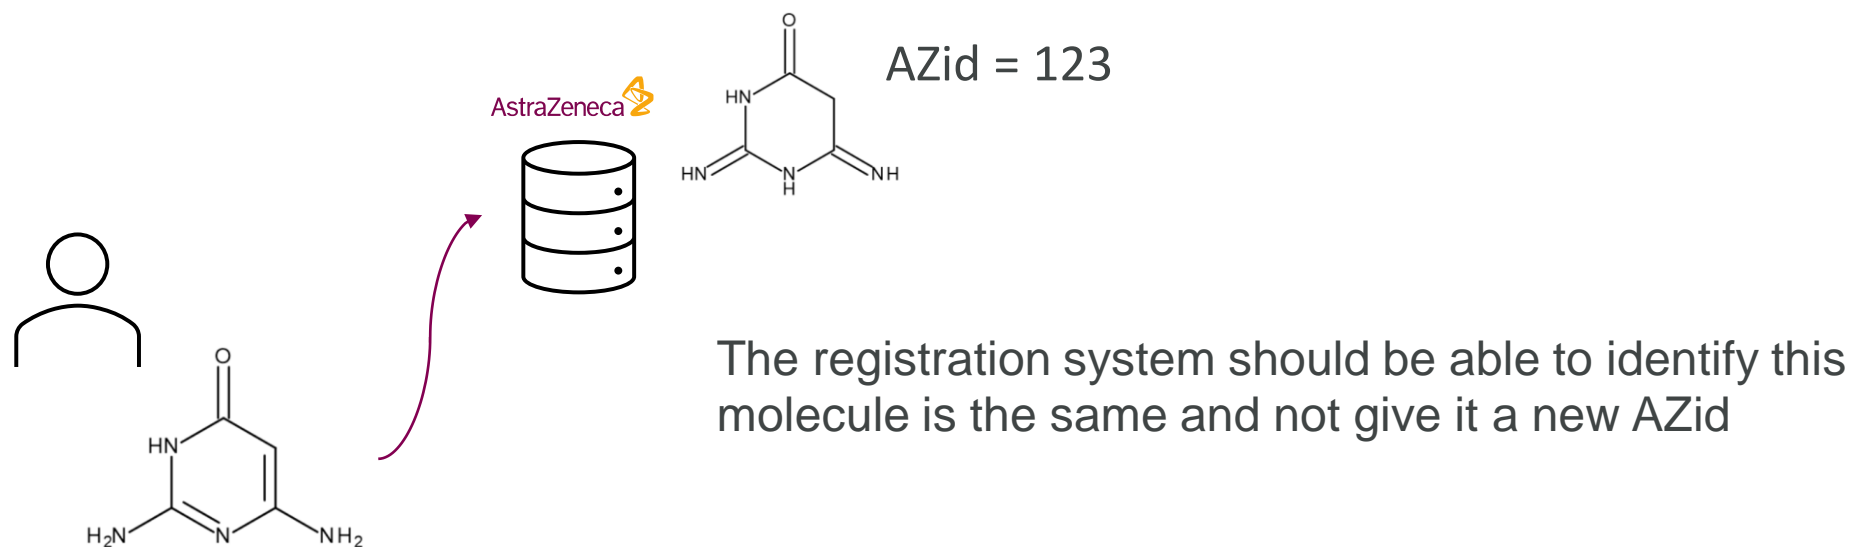 O
AZid = 123
HN
AstraZeneca
HN
N
H
NH
The registration system should be able to identify this
molecule is the same and not give it a new AZid
O
HN
H2N
N
NH2